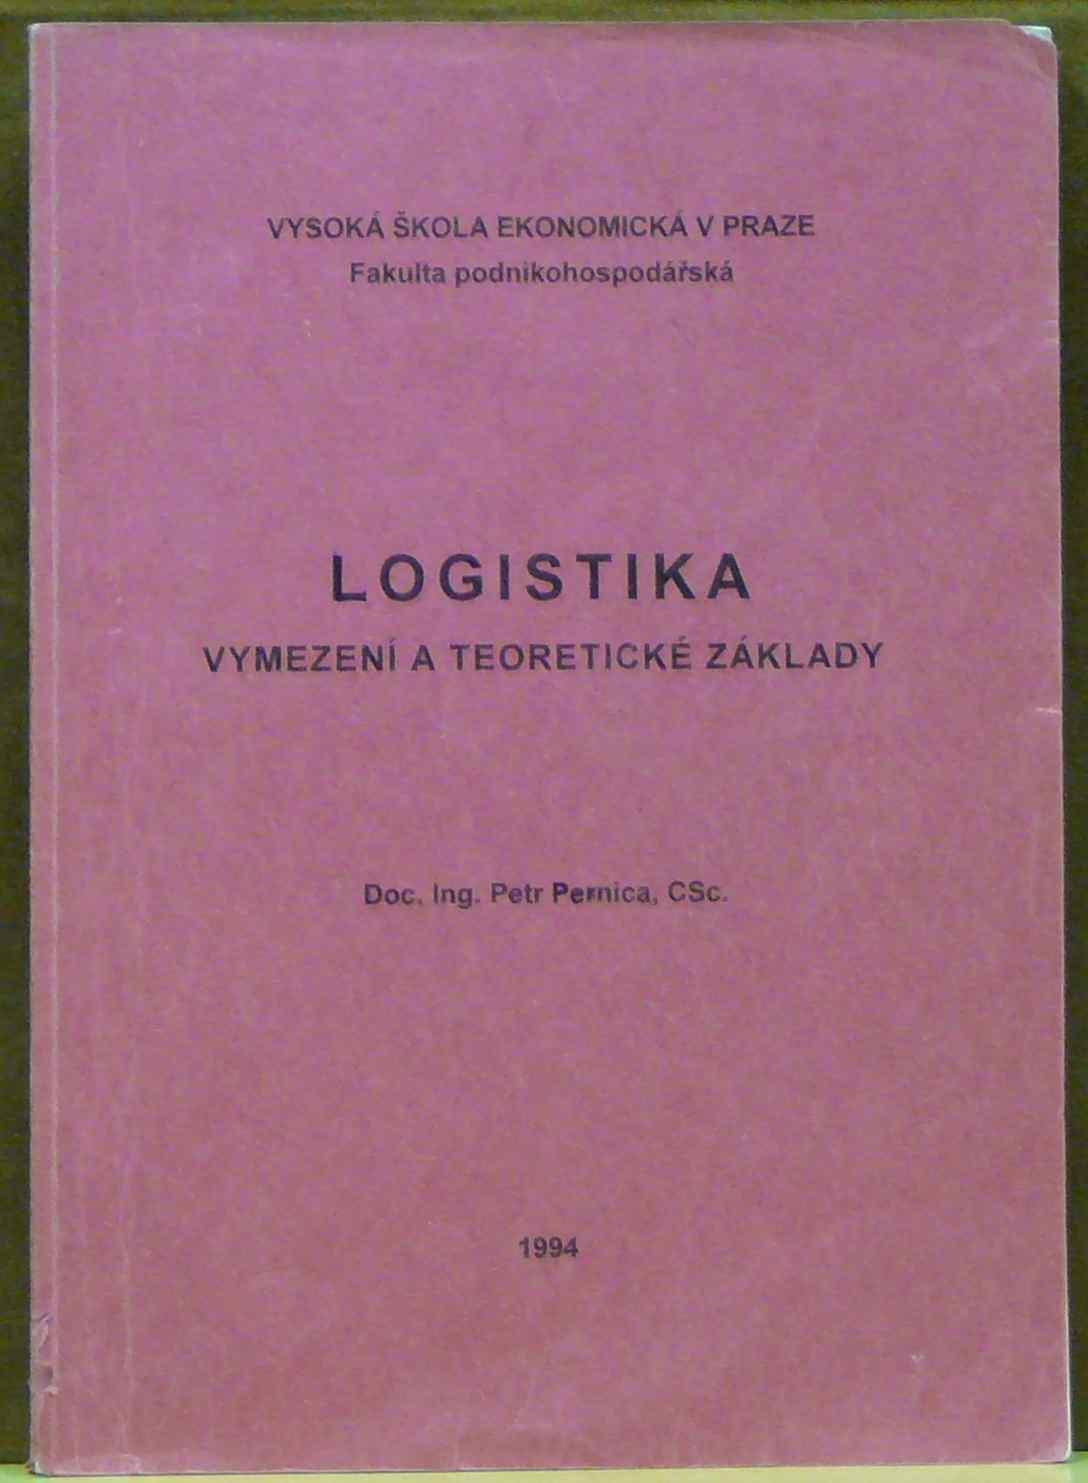 VYSOKÁ ŠKOLA EKONOMICKÁ V PRAZE
Fakulta podnikohospodářská
LOGISTIKA
VYMEZENÍ A TEORETICKÉ ZÁKLADY
Doc. Ing. Petr Pernica, CSc.
1994